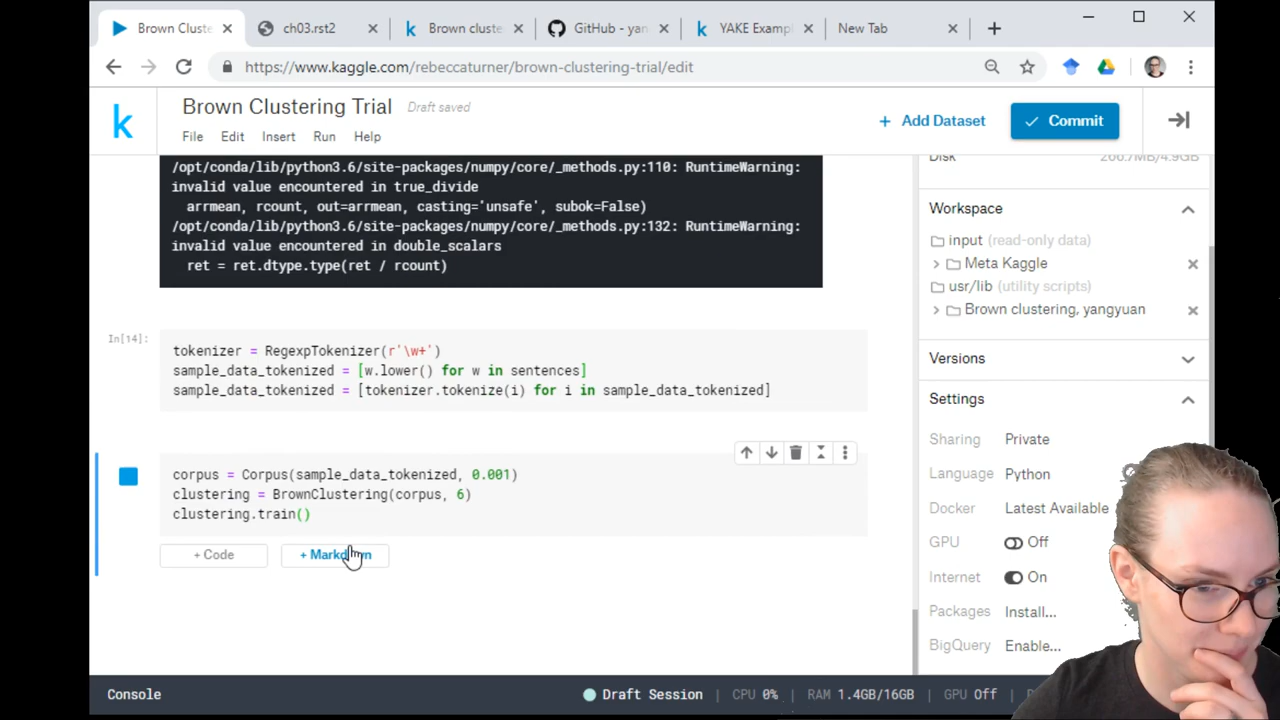 Brown Cluste
ch03.rst2
Brown cluste
GitHub - yan
YAKE Exampl
New Tab
https://www.kaggle.com/rebeccaturner/brown-clustering-trial/edit
k
Brown Clustering Trial
Draft saved
File Edit Insert Run Help
+ Add Dataset
Commit
/opt/conda/lib/python3.6/site-packages/numpy/core/_methods.py:110: RuntimeWarning:
invalid value encountered in true_divide
arrmean, rcount, out=arrmean, casting='unsafe', subok=False)
/opt/conda/lib/python3.6/site-packages/numpy/core/_methods.py:132: RuntimeWarning:
invalid value encountered in double_scalars
ret = ret.dtype.type(ret / rcount)
In[14]:
tokenizer = RegexpTokenizer(r'\w+')
sample_data_tokenized = [w.lower() for w in sentences]
sample_data_tokenized = [tokenizer.tokenize(i) for i in sample_data_tokenized]
corpus = Corpus(sample_data_tokenized, 0.001)
clustering = BrownClustering(corpus, 6)
clustering.train()
+ Code
+ Markdown
Disk 206.7MB/4.9GB
Workspace
input (read-only data)
Meta Kaggle
usr/lib (utility scripts)
Brown clustering, yangyuan
Versions
Settings
Sharing Private
Language Python
Docker Latest Available
GPU Off
Internet On
Packages Install...
BigQuery Enable...
Console
Draft Session
CPU 0%
RAM 1.4GB/16GB
GPU Off